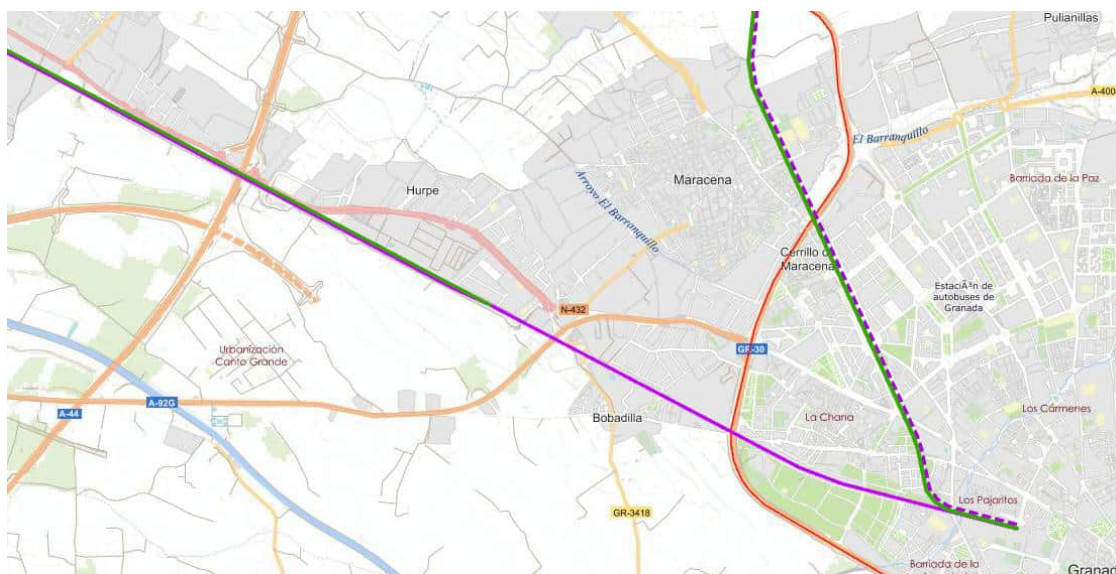 Pulianillas
A-400
El Barranquillo
Maracena
Barriada de la Paz
Hurpe
Arroyo El Barranquillo
Cerrillo de
Maracena
EstaciÃ³n de
autobuses de
Granada
N-432
GR-30
Urbanización
Canto Grande
A-92G
A-44
Bobadilla
La Chana
Los Cármenes
Los Pajaritos
GR-3418
Barriada de la
Granad